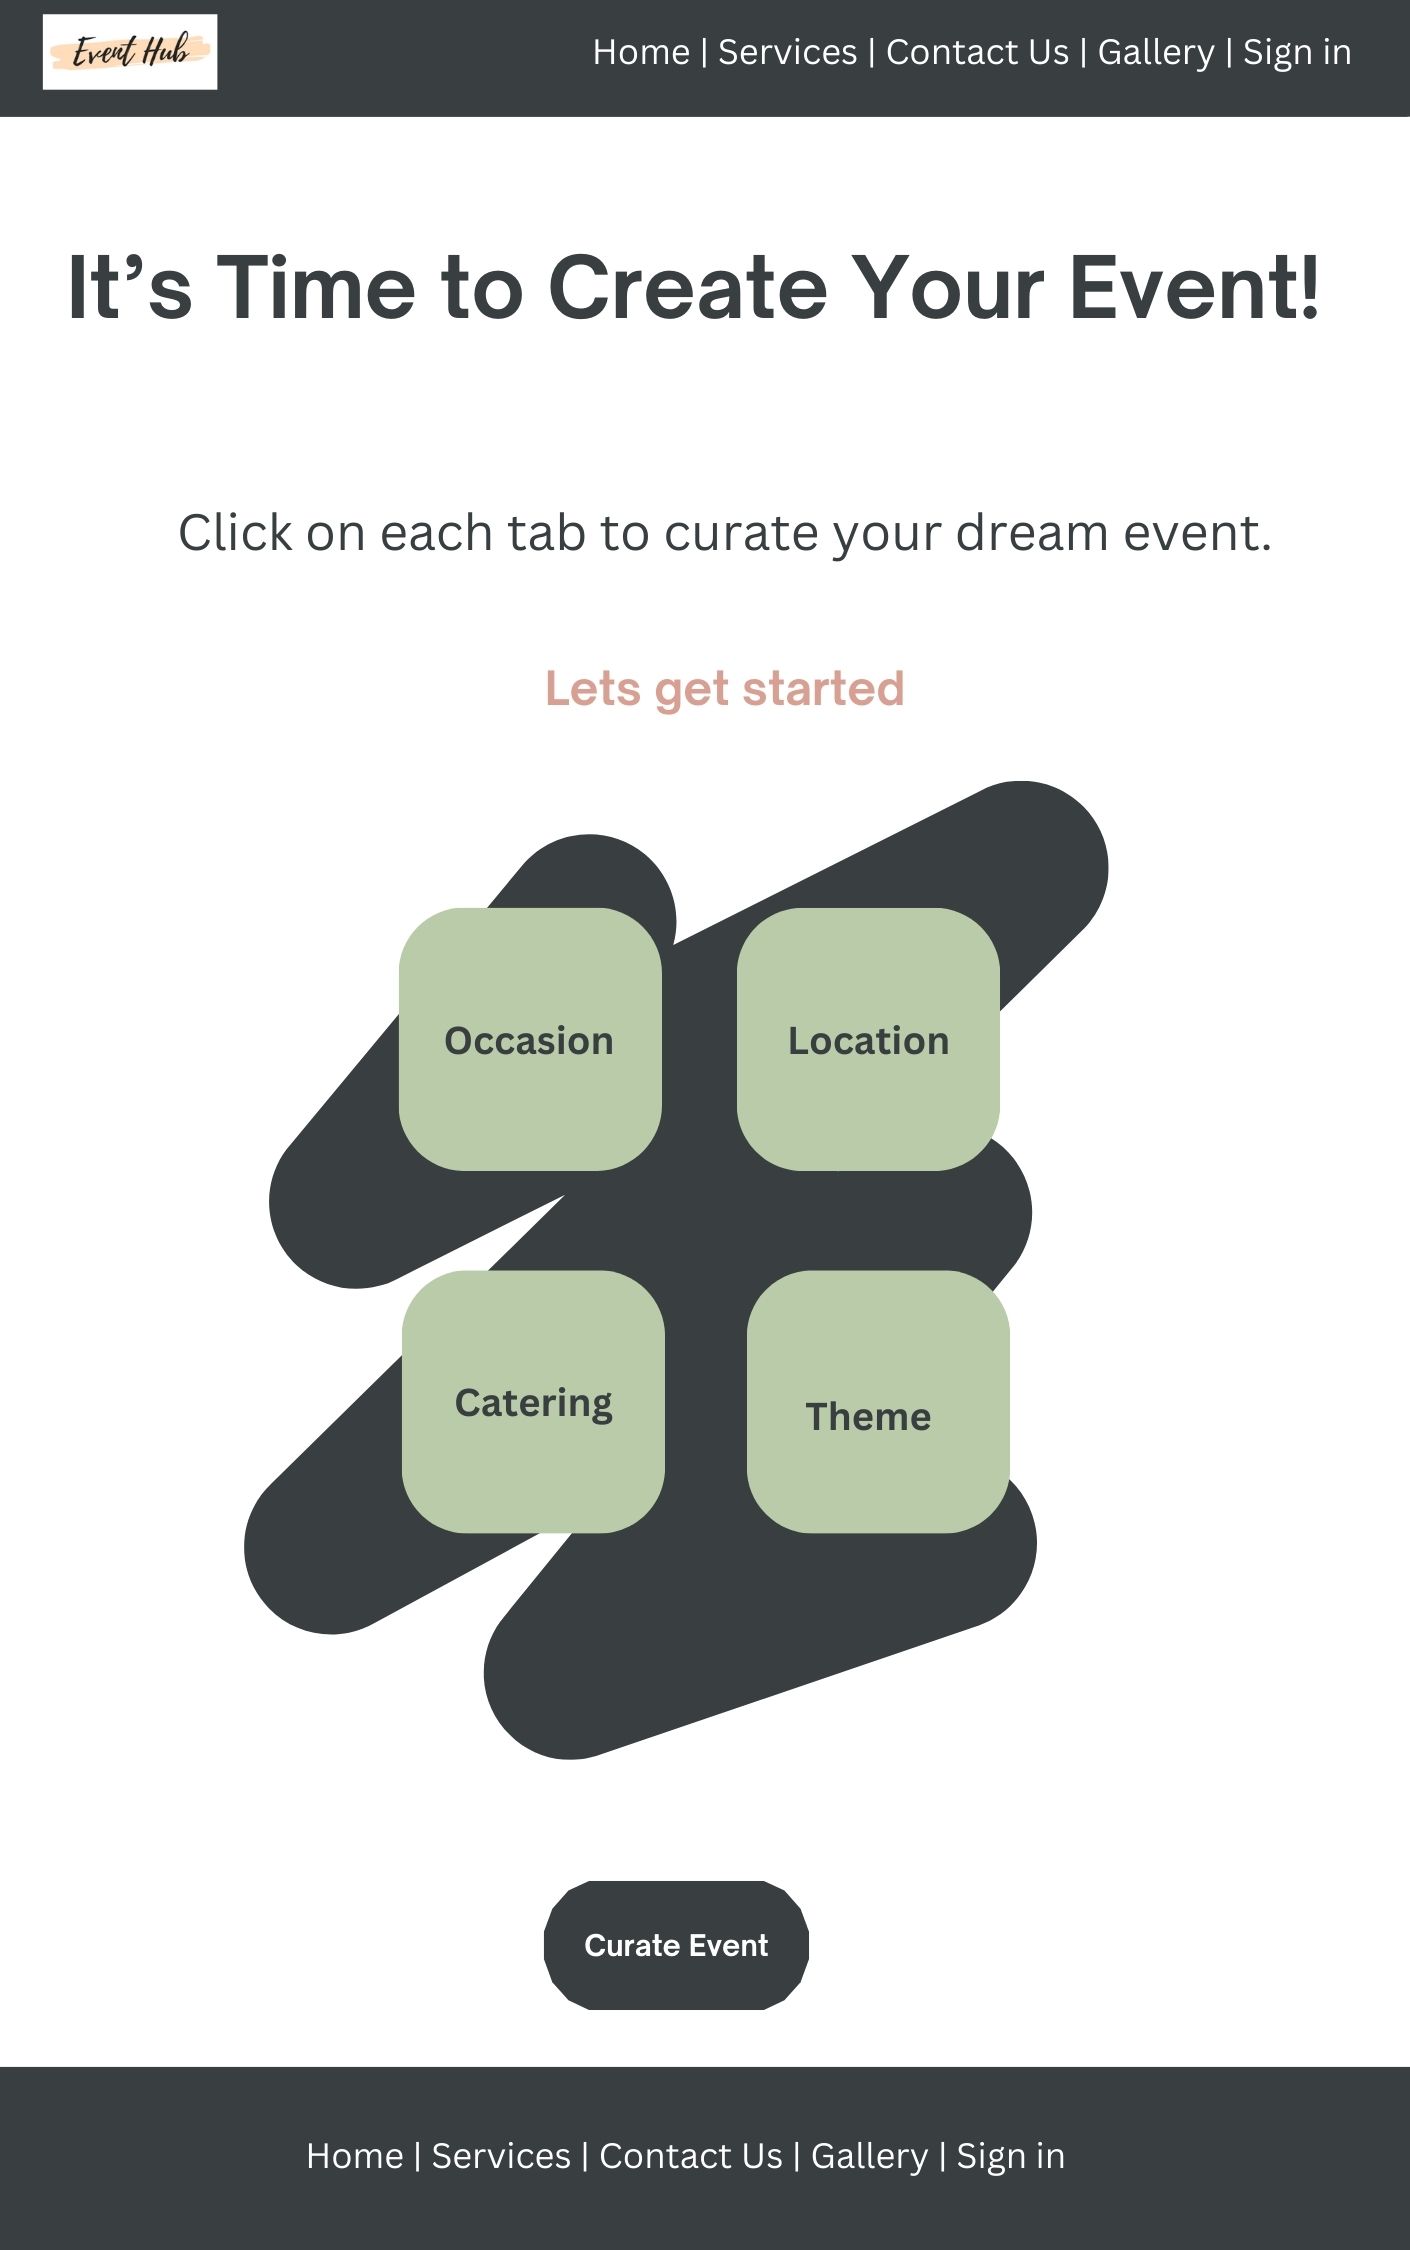 Event Hub
Home | Services | Contact Us | Gallery | Sign in
It’s Time to Create Your Event!
Click on each tab to curate your dream event.
Lets get started
Occasion
Location
Catering
Theme
Curate Event
Home | Services | Contact Us | Gallery | Sign in